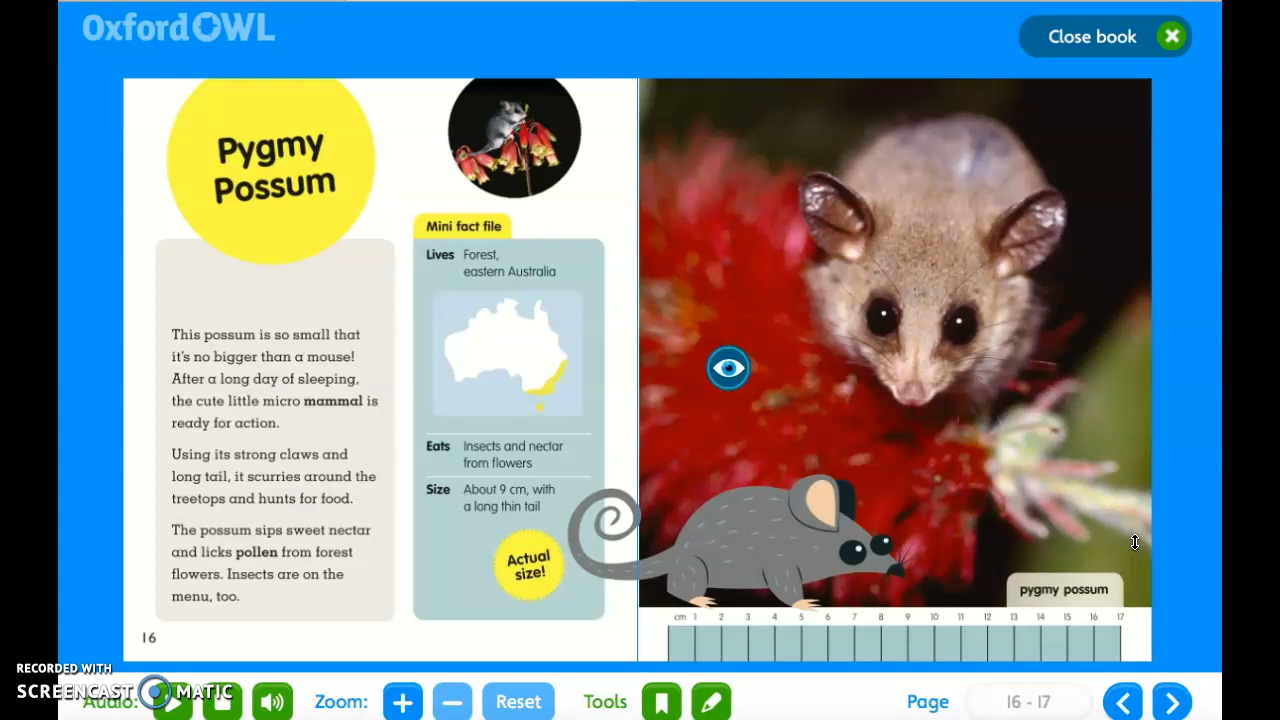 OxfordOWL
Close book
Pygmy
Possum
This possum is so small that
it's no bigger than a mouse!
After a long day of sleeping,
the cute little micro mammal is
ready for action.
Using its strong claws and
long tail, it scurries around the
treetops and hunts for food.
The possum sips sweet nectar
and licks pollen from forest
flowers. Insects are on the
menu, too.
16
Mini fact file
Lives Forest,
eastern Australia
Eats Insects and nectar
from flowers
Size About 9 cm, with
a long thin tail
Actual
size!
pygmy possum
cm 1 2 3 4 5 6 7 8 9 10 11 12 13 14 15 16 17
RECORDED WITH
SCREENCAST MATIC
Audio: Zoom: Reset Tools Page 16 - 17